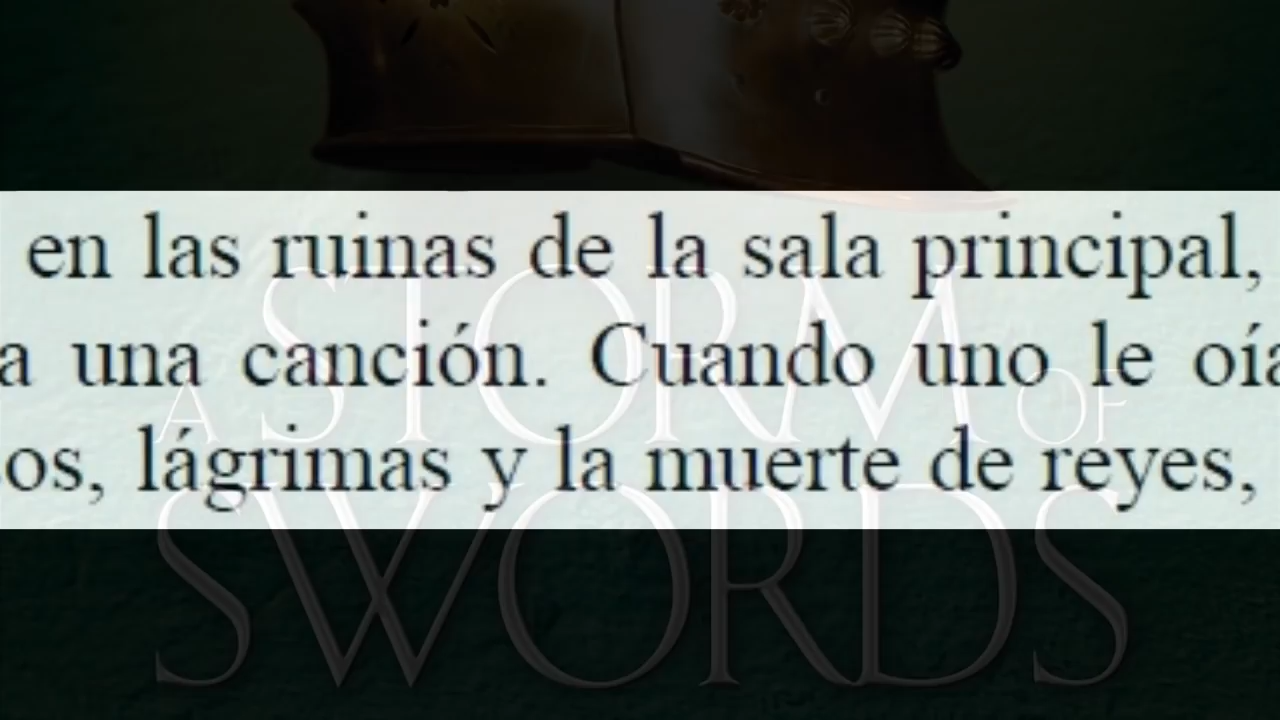 en las ruinas de la sala principal,
a una canción. Cuando uno le oía
os, lágrimas y la muerte de reyes,
A STORM OF
SWORDS